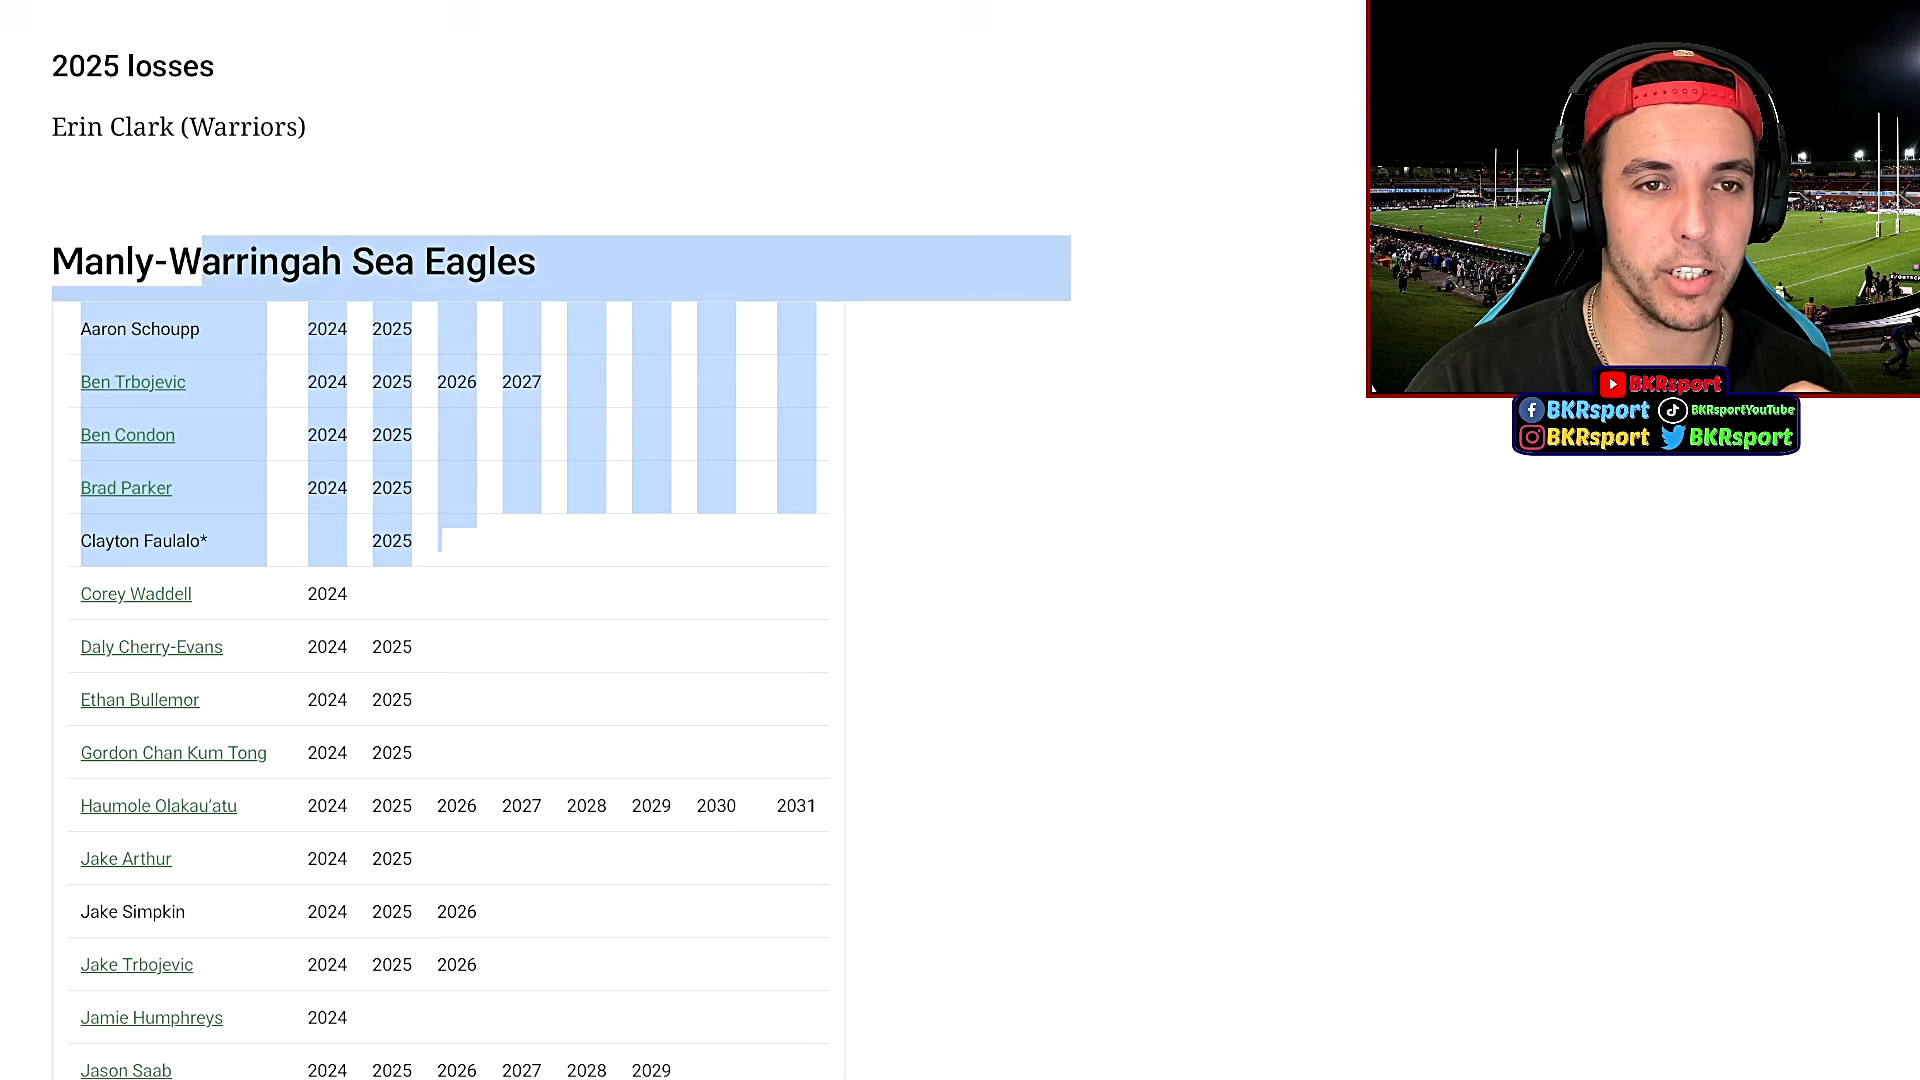 2025 losses
Erin Clark (Warriors)
Manly-Warringah Sea Eagles
Aaron Schoupp 2024 2025
Ben Trbojevic 2024 2025 2026 2027
Ben Condon 2024 2025
Brad Parker 2024 2025
Clayton Faulalo* 2025
Corey Waddell 2024
Daly Cherry-Evans 2024 2025
Ethan Bullemor 2024 2025
Gordon Chan Kum Tong 2024 2025
Haumole Olakau’atu 2024 2025 2026 2027 2028 2029 2030 2031
Jake Arthur 2024 2025
Jake Simpkin 2024 2025 2026
Jake Trbojevic 2024 2025 2026
Jamie Humphreys 2024
Jason Saab 2024 2025 2026 2027 2028 2029
BKRsport
BKRsport BKRsportYouTube
BKRsport BKRsport